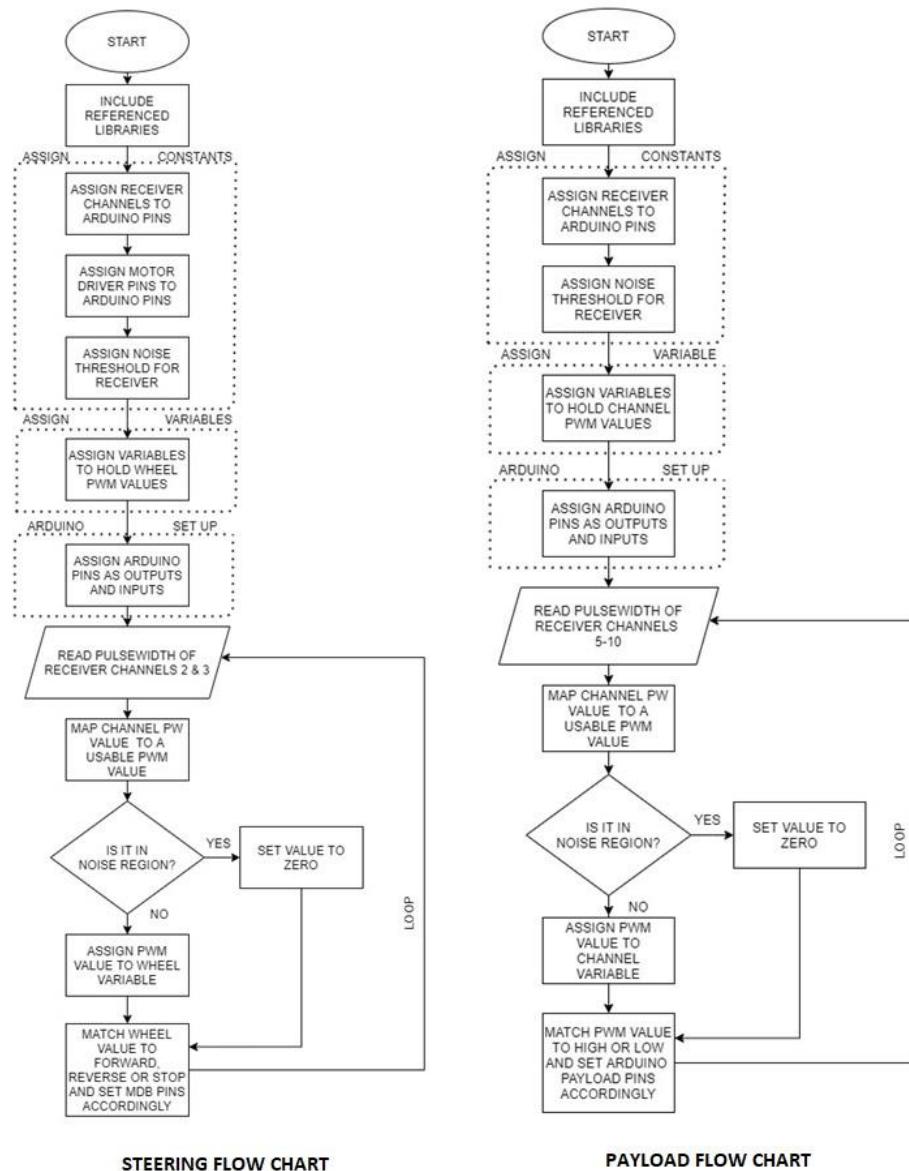 START
INCLUDE
REFERENCED
LIBRARIES
ASSIGN CONSTANTS
ASSIGN RECEIVER
CHANNELS TO
ARDUINO PINS
ASSIGN MOTOR
DRIVER PINS TO
ARDUINO PINS
ASSIGN NOISE
THRESHOLD FOR
RECEIVER
ASSIGN VARIABLES
ASSIGN VARIABLES
TO HOLD WHEEL
PWM VALUES
ARDUINO SET UP
ASSIGN ARDUINO
PINS AS OUTPUTS
AND INPUTS
READ PULSEWIDTH OF
RECEIVER CHANNELS 2 & 3
MAP CHANNEL PW
VALUE TO A
USABLE PWM
VALUE
IS IT IN
NOISE REGION?
YES
SET VALUE TO
ZERO
NO
ASSIGN PWM
VALUE TO WHEEL
VARIABLE
MATCH WHEEL
VALUE TO
FORWARD,
REVERSE OR STOP
AND SET MDB PINS
ACCORDINGLY
LOOP
STEERING FLOW CHART
START
INCLUDE
REFERENCED
LIBRARIES
ASSIGN CONSTANTS
ASSIGN RECEIVER
CHANNELS TO
ARDUINO PINS
ASSIGN NOISE
THRESHOLD FOR
RECEIVER
ASSIGN VARIABLE
ASSIGN VARIABLES
TO HOLD CHANNEL
PWM VALUES
ARDUINO SET UP
ASSIGN ARDUINO
PINS AS OUTPUTS
AND INPUTS
READ PULSEWIDTH OF
RECEIVER CHANNELS
5-10
MAP CHANNEL PW
VALUE TO A
USABLE PWM
VALUE
IS IT IN
NOISE REGION?
YES
SET VALUE TO
ZERO
NO
ASSIGN PWM
VALUE TO
CHANNEL
VARIABLE
MATCH PWM VALUE
TO HIGH OR LOW
AND SET ARDUINO
PAYLOAD PINS
ACCORDINGLY
LOOP
PAYLOAD FLOW CHART